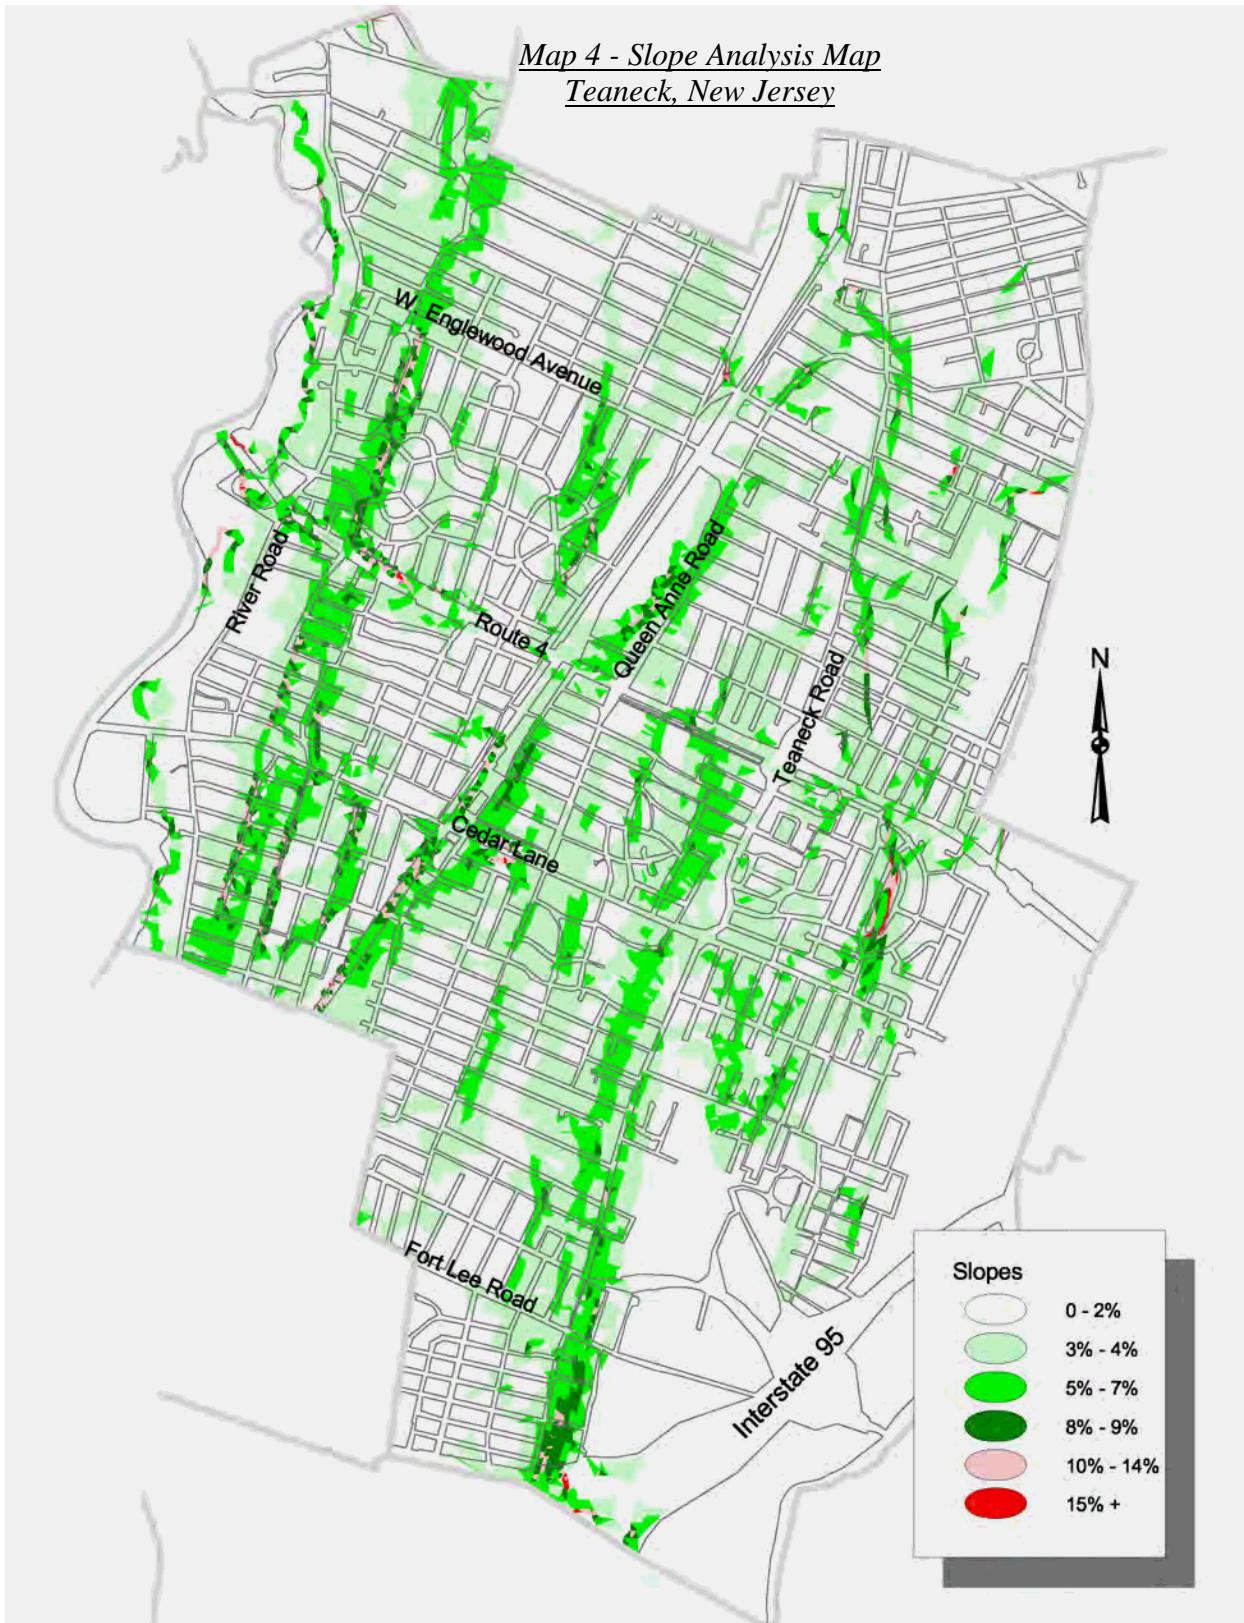 Map 4 - Slope Analysis Map
Teaneck, New Jersey
W. Englewood Avenue
River Road
Route 4
Queen Anne Road
Teaneck Road
N
Cedar Lane
Fort Lee Road
Interstate 95
Slopes
0 - 2%
3% - 4%
5% - 7%
8% - 9%
10% - 14%
15% +